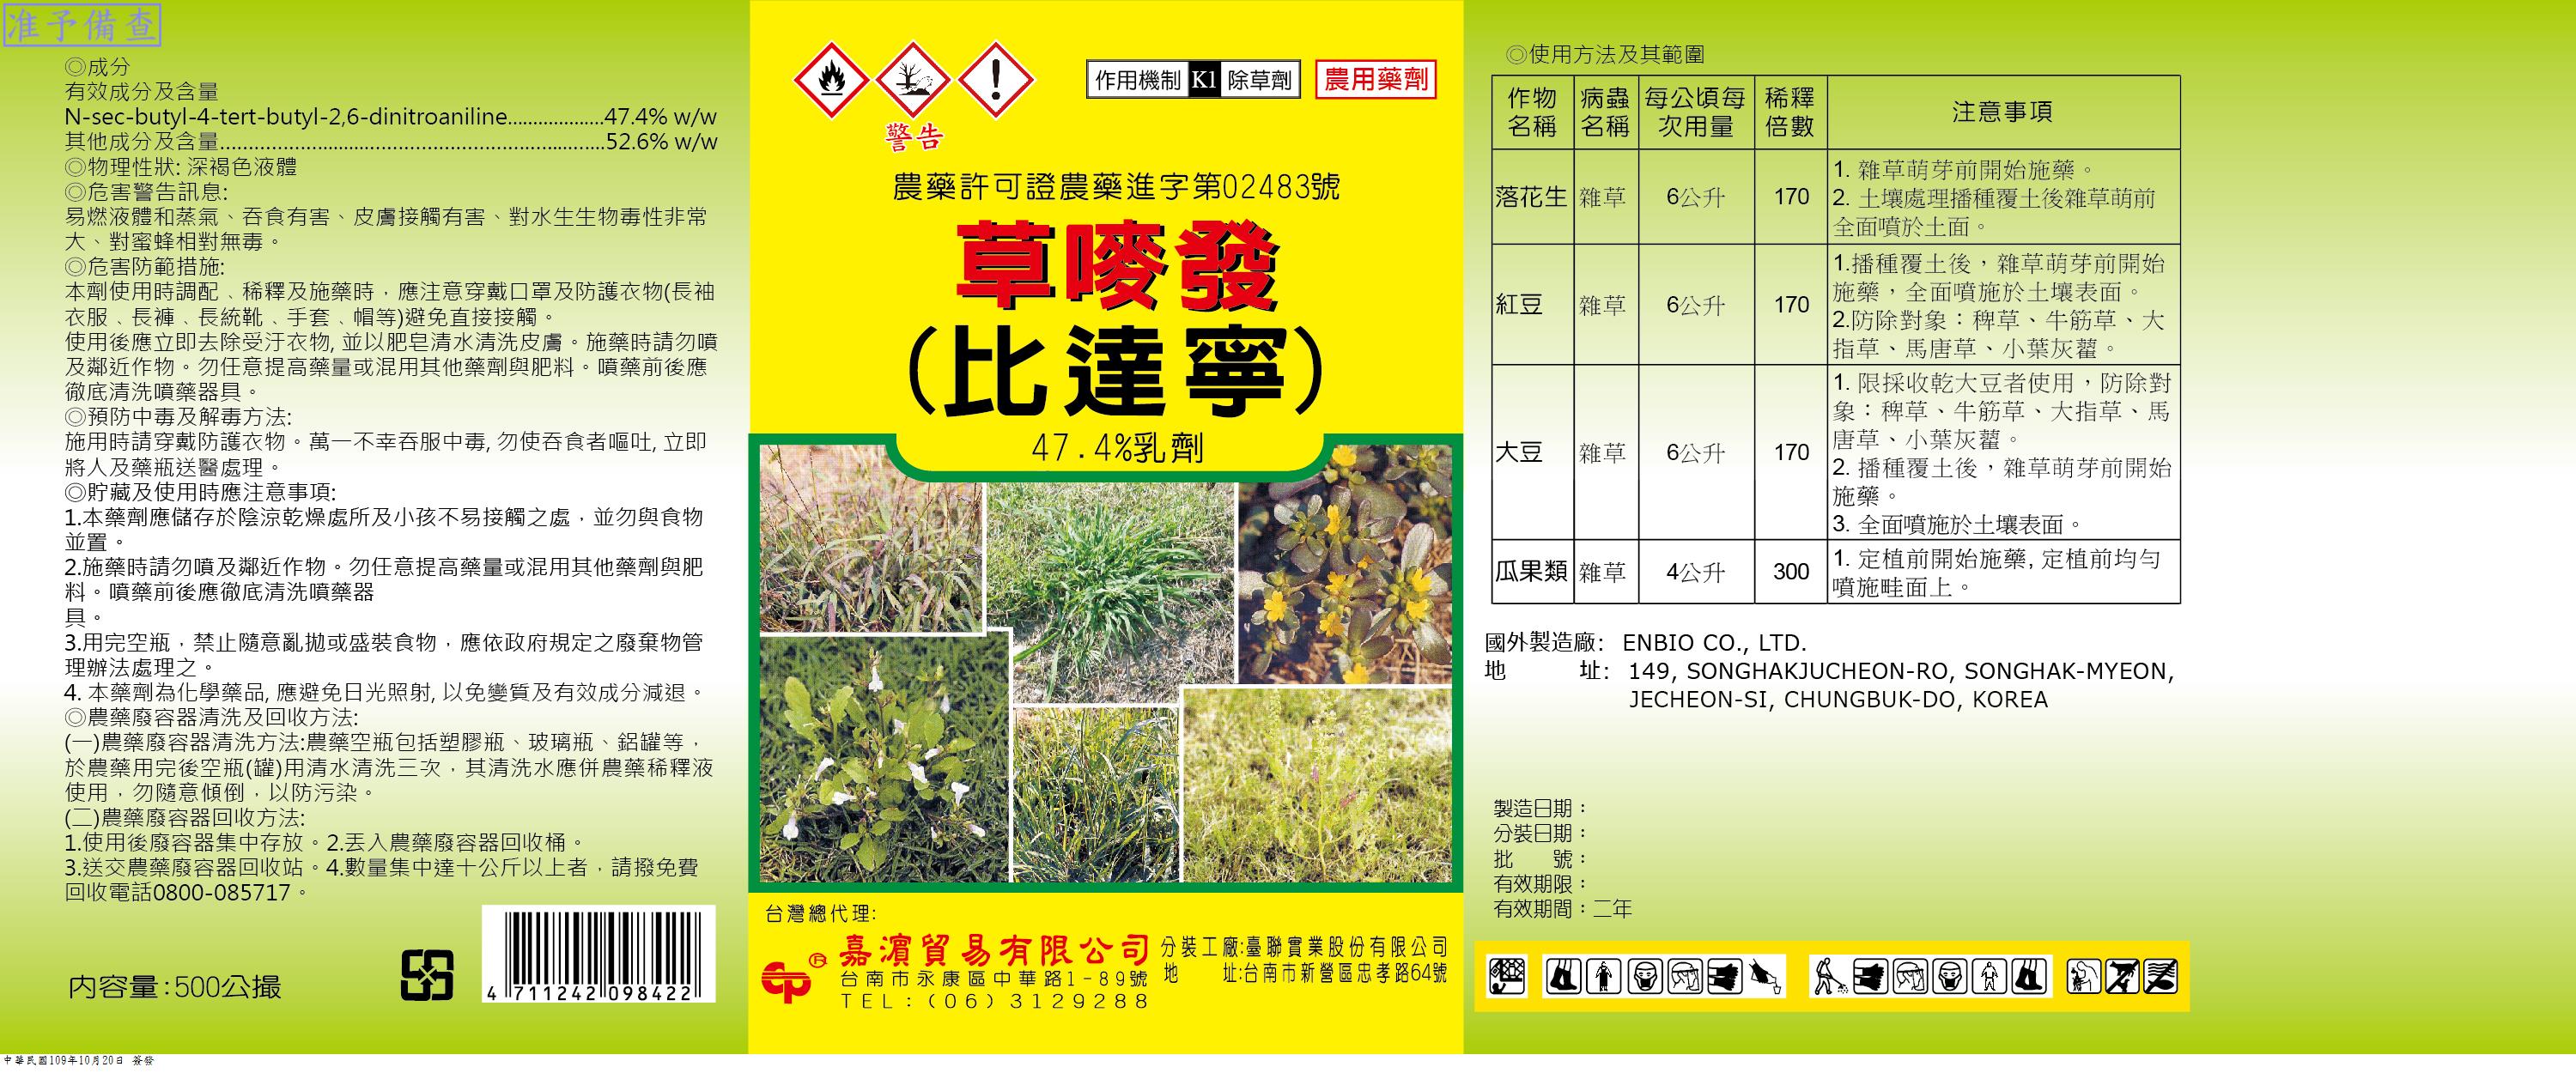 准予備查
◎成分
有效成分及含量
N-sec-butyl-4-tert-butyl-2,6-dinitroaniline...................47.4% w/w
其他成分及含量...................................................................52.6% w/w
◎物理性狀: 深褐色液體
◎危害警告訊息:
易燃液體和蒸氣、吞食有害、皮膚接觸有害、對水生生物毒性非常
大、對蜜蜂相對無毒。
◎危害防範措施:
本劑使用時調配、稀釋及施藥時，應注意穿戴口罩及防護衣物(長袖
衣服、長褲、長統靴、手套、帽等)避免直接接觸。
使用後應立即去除受汙衣物, 並以肥皂清水清洗皮膚。施藥時請勿噴
及鄰近作物。勿任意提高藥量或混用其他藥劑與肥料。噴藥前後應
徹底清洗噴藥器具。
◎預防中毒及解毒方法:
施用時請穿戴防護衣物。萬一不幸吞服中毒, 勿使吞食者嘔吐, 立即
將人及藥瓶送醫處理。
◎貯藏及使用時應注意事項:
1.本藥劑應儲存於陰涼乾燥處所及小孩不易接觸之處，並勿與食物
並置。
2.施藥時請勿噴及鄰近作物。勿任意提高藥量或混用其他藥劑與肥
料。噴藥前後應徹底清洗噴藥器
具。
3.用完空瓶，禁止隨意亂拋或盛裝食物，應依政府規定之廢棄物管
理辦法處理之。
4. 本藥劑為化學藥品, 應避免日光照射, 以免變質及有效成分減退。
◎農藥廢容器清洗及回收方法:
(一)農藥廢容器清洗方法:農藥空瓶包括塑膠瓶、玻璃瓶、鋁罐等，
於農藥用完後空瓶(罐)用清水清洗三次，其清洗水應併農藥稀釋液
使用，勿隨意傾倒，以防污染。
(二)農藥廢容器回收方法:
1.使用後廢容器集中存放。2.丟入農藥廢容器回收桶。
3.送交農藥廢容器回收站。4.數量集中達十公斤以上者，請撥免費
回收電話0800-085717。
內容量:500公撮
4 711242 098422
作用機制 K1 除草劑
農用藥劑
警告
農藥許可證農藥進字第02483號
草嘜發
(比達寧)
47.4%乳劑
台灣總代理:
CP® 嘉濱貿易有限公司
台南市永康區中華路1-89號
TEL：(06)3129288
分裝工廠:臺聯實業股份有限公司
地　　址:台南市新營區忠孝路64號
◎使用方法及其範圍
作物名稱 病蟲名稱 每公頃每次用量 稀釋倍數 注意事項
落花生 雜草 6公升 170
1. 雜草萌芽前開始施藥。
2. 土壤處理播種覆土後雜草萌前
全面噴於土面。
紅豆 雜草 6公升 170
1.播種覆土後，雜草萌芽前開始
施藥，全面噴施於土壤表面。
2.防除對象：稗草、牛筋草、大
指草、馬唐草、小葉灰藋。
大豆 雜草 6公升 170
1. 限採收乾大豆者使用，防除對
象：稗草、牛筋草、大指草、馬
唐草、小葉灰藋。
2. 播種覆土後，雜草萌芽前開始
施藥。
3. 全面噴施於土壤表面。
瓜果類 雜草 4公升 300
1. 定植前開始施藥, 定植前均勻
噴施畦面上。
國外製造廠: ENBIO CO., LTD.
地　　址: 149, SONGHAKJUCHEON-RO, SONGHAK-MYEON,
JECHEON-SI, CHUNGBUK-DO, KOREA
製造日期：
分裝日期：
批　　號：
有效期限：
有效期間：二年
中華民國109年10月20日 簽發